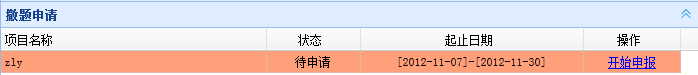 撤题申请
项目名称 状态 起止日期 操作
zly 待申请 [2012-11-07]-[2012-11-30] 开始申报